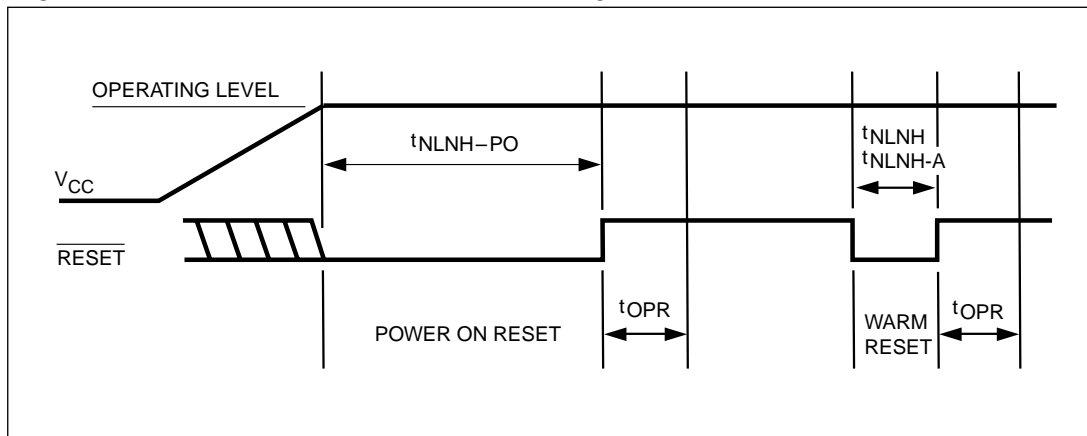 OPERATING LEVEL
tNLNH–PO
tNLNH
tNLNH-A
VCC
RESET
POWER ON RESET
tOPR
WARM
RESET
tOPR